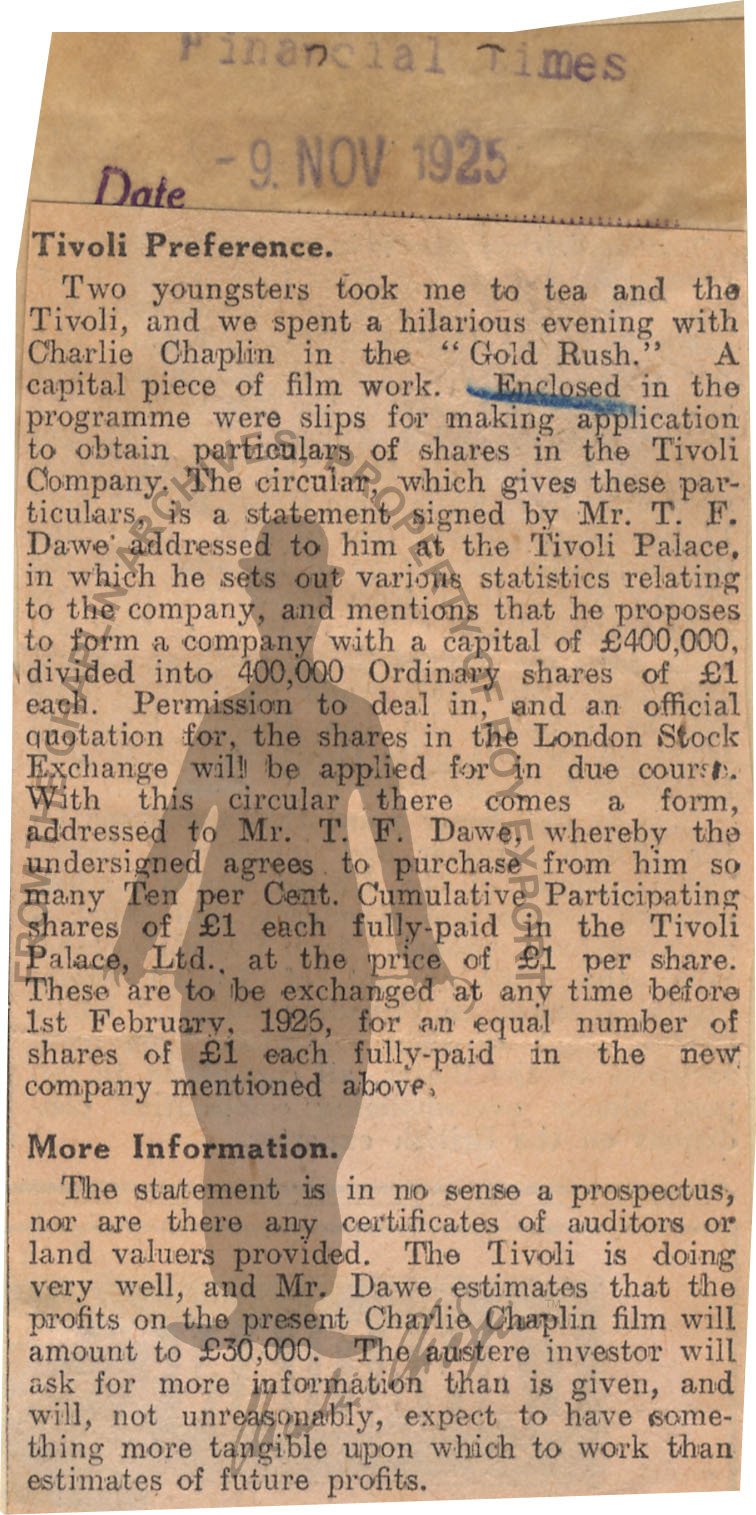 Financial Times
-9. NOV 1925
Date
Tivoli Preference.
Two youngsters took me to tea and the
Tivoli, and we spent a hilarious evening with
Charlie Chaplin in the "Gold Rush." A
capital piece of film work. Enclosed in the
programme were slips for making application
to obtain particulars of shares in the Tivoli
Company. The circular, which gives these par-
ticulars, is a statement signed by Mr. T. F.
Dawe addressed to him at the Tivoli Palace,
in which he sets out various statistics relating
to the company, and mentions that he proposes
to form a company with a capital of £400,000,
divided into 400,000 Ordinary shares of £1
each. Permission to deal in, and an official
quotation for, the shares in the London Stock
Exchange will be applied for in due course.
With this circular there comes a form,
addressed to Mr. T. F. Dawe, whereby the
undersigned agrees to purchase from him so
many Ten per Cent. Cumulative Participating
shares of £1 each fully-paid in the Tivoli
Palace, Ltd., at the price of £1 per share.
These are to be exchanged at any time before
1st February, 1926, for an equal number of
shares of £1 each fully-paid in the new
company mentioned above.
More Information.
The statement is in no sense a prospectus,
nor are there any certificates of auditors or
land valuers provided. The Tivoli is doing
very well, and Mr. Dawe estimates that the
profits on the present Charlie Chaplin film will
amount to £30,000. The austere investor will
ask for more information than is given, and
will, not unreasonably, expect to have some-
thing more tangible upon which to work than
estimates of future profits.
FROM THE CHAPLIN ARCHIVES, PROPERTY OF ROY EXPORT